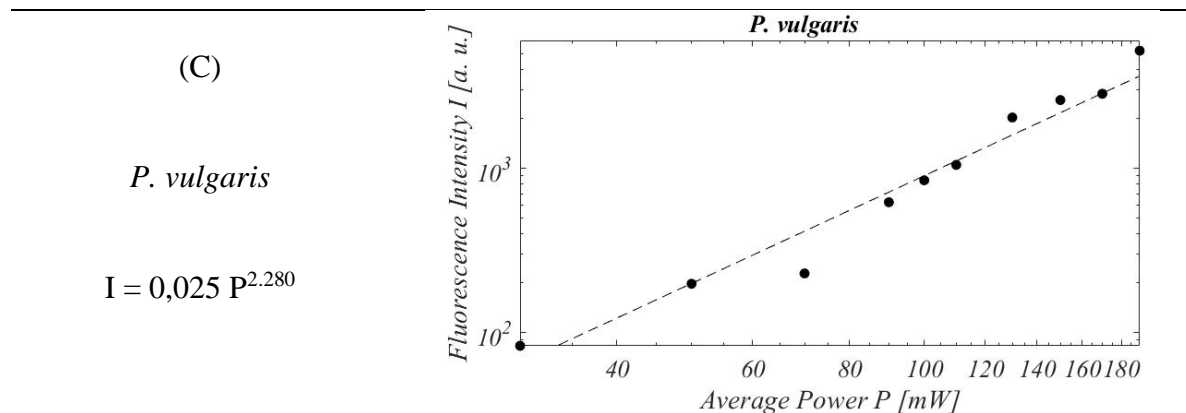 (C)
P. vulgaris
I = 0,025 P^2.280
P. vulgaris
Fluorescence Intensity I [a. u.]
10^3
10^2
40 60 80 100 120 140 160 180
Average Power P [mW]